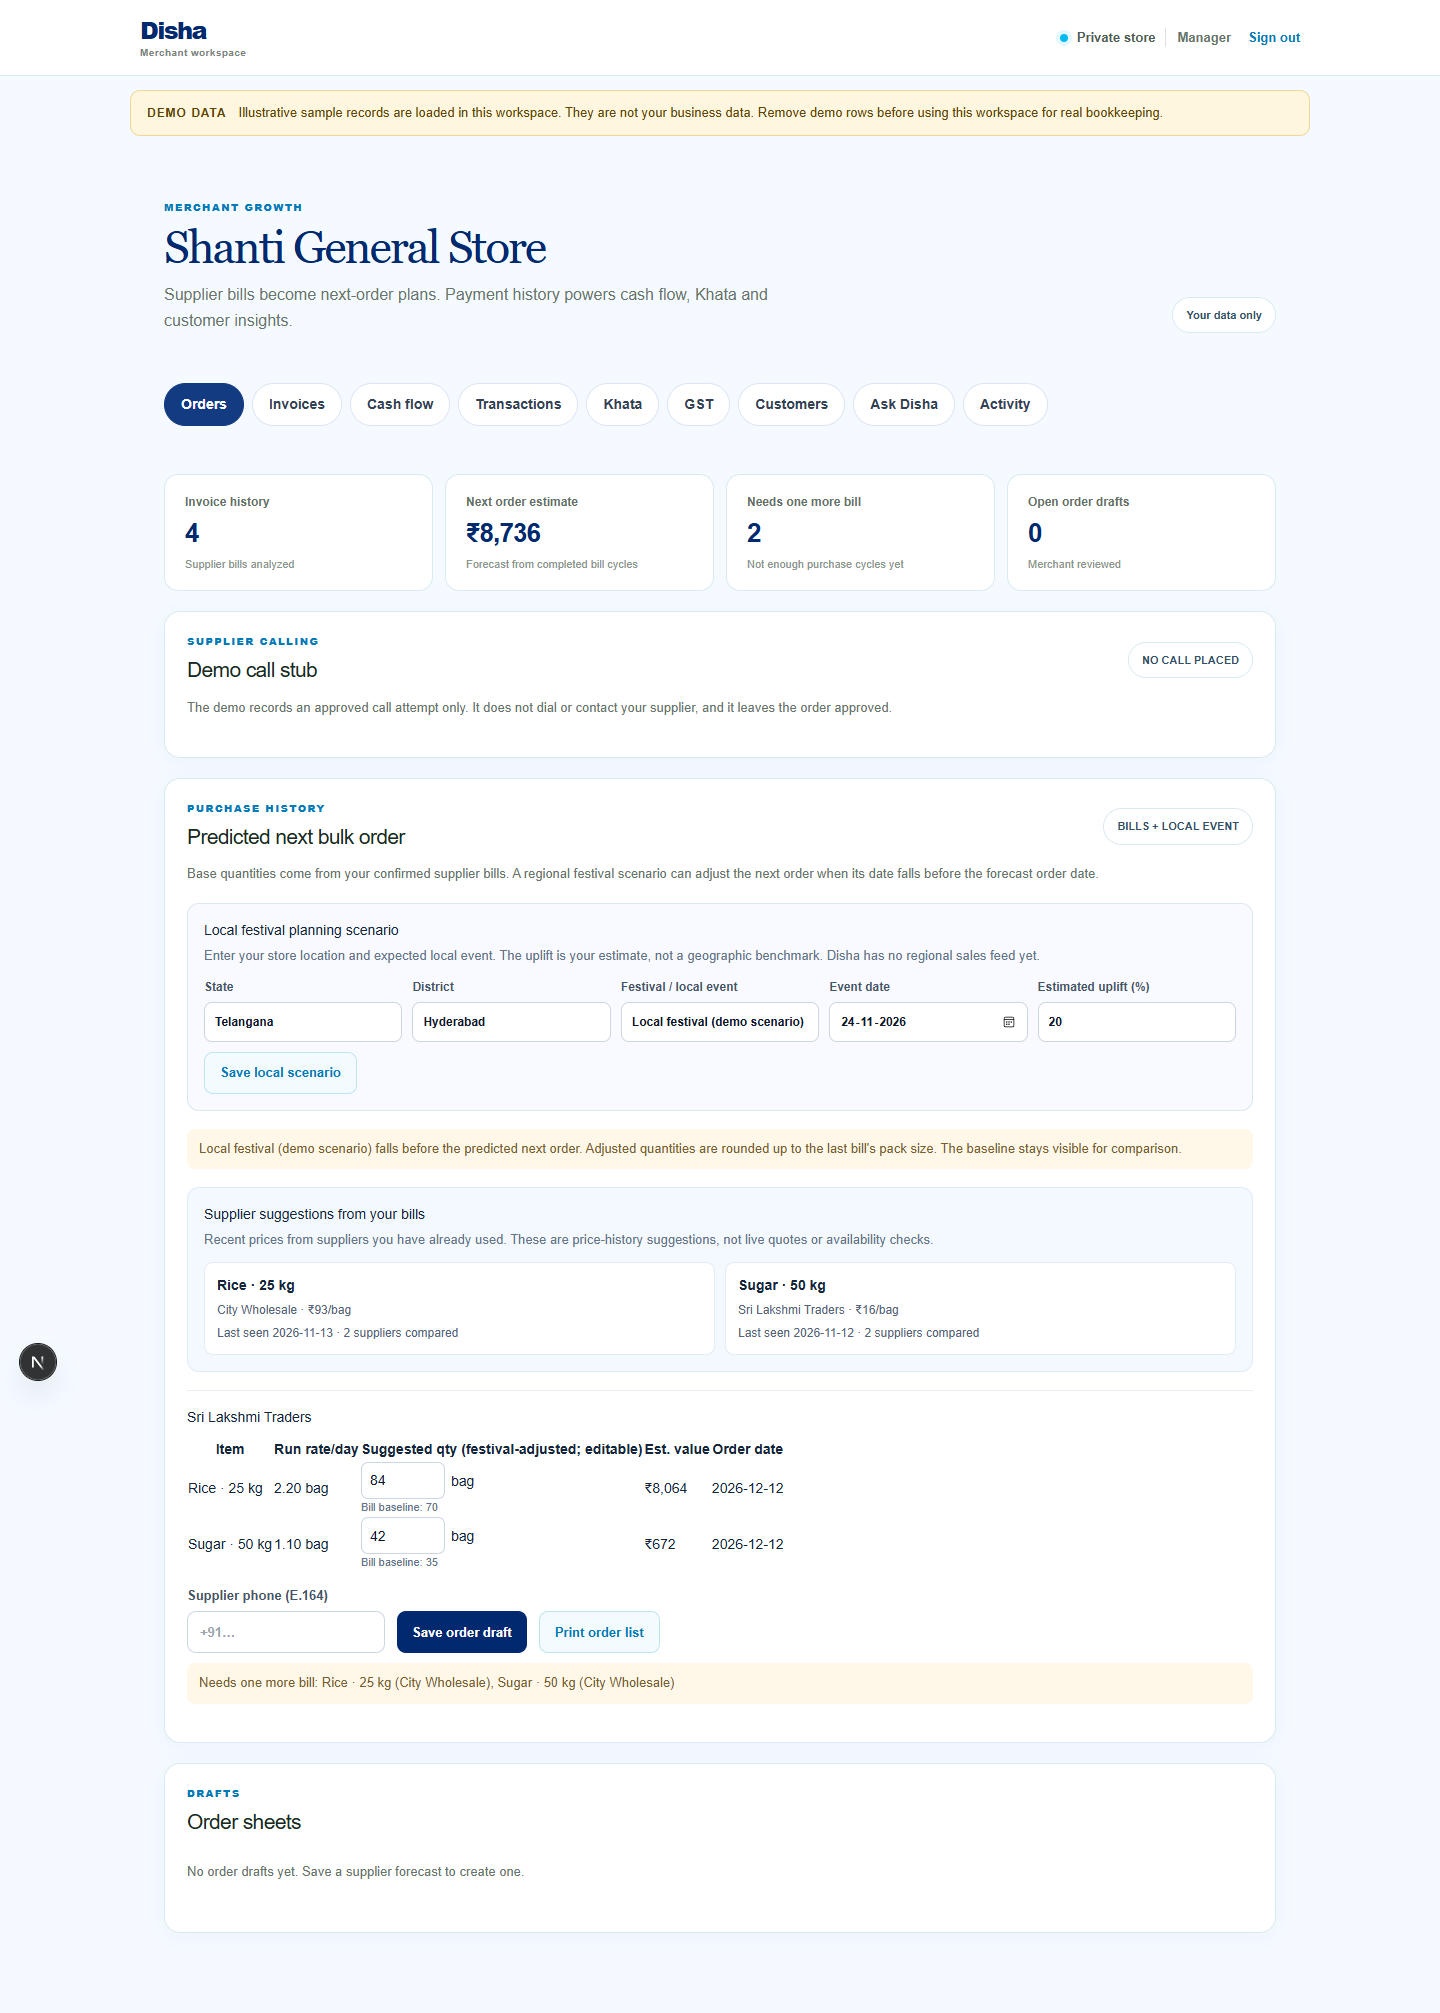 Disha
Merchant workspace
Private store
Manager
Sign out
DEMO DATA Illustrative sample records are loaded in this workspace. They are not your business data. Remove demo rows before using this workspace for real bookkeeping.
MERCHANT GROWTH
Shanti General Store
Supplier bills become next-order plans. Payment history powers cash flow, Khata and
customer insights.
Your data only
Orders
Invoices
Cash flow
Transactions
Khata
GST
Customers
Ask Disha
Activity
Invoice history
4
Supplier bills analyzed
Next order estimate
₹8,736
Forecast from completed bill cycles
Needs one more bill
2
Not enough purchase cycles yet
Open order drafts
0
Merchant reviewed
SUPPLIER CALLING
Demo call stub
NO CALL PLACED
The demo records an approved call attempt only. It does not dial or contact your supplier, and it leaves the order approved.
PURCHASE HISTORY
Predicted next bulk order
BILLS + LOCAL EVENT
Base quantities come from your confirmed supplier bills. A regional festival scenario can adjust the next order when its date falls before the forecast order date.
Local festival planning scenario
Enter your store location and expected local event. The uplift is your estimate, not a geographic benchmark. Disha has no regional sales feed yet.
State District Festival / local event Event date Estimated uplift (%)
Telangana Hyderabad Local festival (demo scenario) 24-11-2026 20
Save local scenario
Local festival (demo scenario) falls before the predicted next order. Adjusted quantities are rounded up to the last bill's pack size. The baseline stays visible for comparison.
Supplier suggestions from your bills
Recent prices from suppliers you have already used. These are price-history suggestions, not live quotes or availability checks.
Rice · 25 kg
City Wholesale · ₹93/bag
Last seen 2026-11-13 · 2 suppliers compared
Sugar · 50 kg
Sri Lakshmi Traders · ₹16/bag
Last seen 2026-11-12 · 2 suppliers compared
N
Sri Lakshmi Traders
Item Run rate/day Suggested qty (festival-adjusted; editable) Est. value Order date
Rice · 25 kg 2.20 bag 84 bag ₹8,064 2026-12-12
Bill baseline: 70
Sugar · 50 kg 1.10 bag 42 bag ₹672 2026-12-12
Bill baseline: 35
Supplier phone (E.164)
+91... Save order draft Print order list
Needs one more bill: Rice · 25 kg (City Wholesale), Sugar · 50 kg (City Wholesale)
DRAFTS
Order sheets
No order drafts yet. Save a supplier forecast to create one.